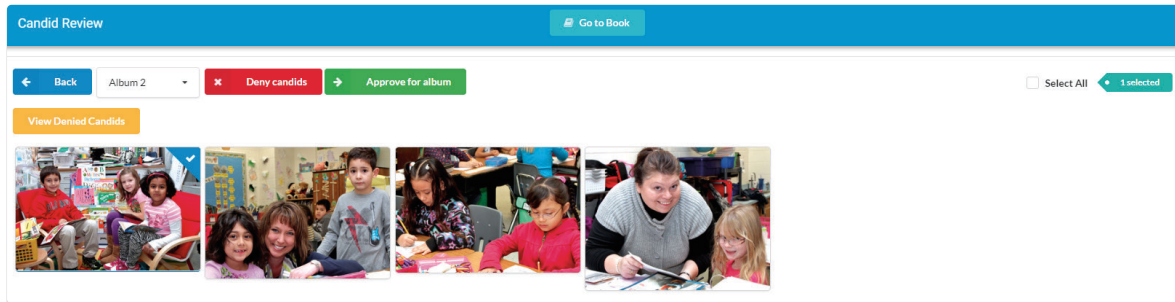 Candid Review
Go to Book
Back
Album 2
Deny candids
Approve for album
Select All
1 selected
View Denied Candids